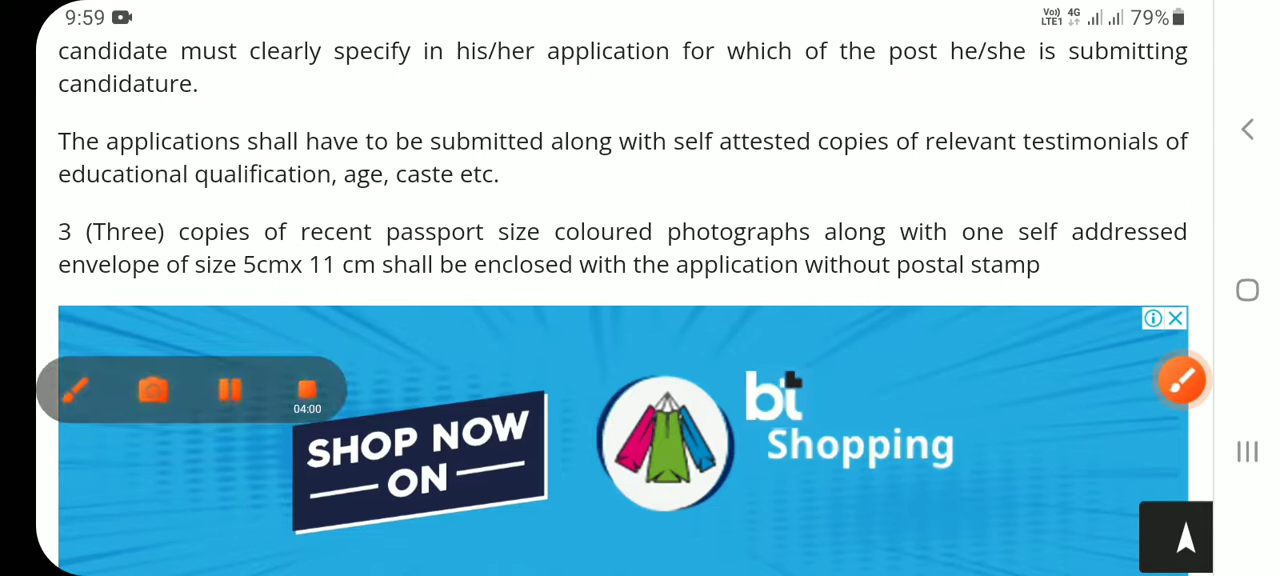 9:59
Vo) LTE1 4G 79%
candidate must clearly specify in his/her application for which of the post he/she is submitting
candidature.
The applications shall have to be submitted along with self attested copies of relevant testimonials of
educational qualification, age, caste etc.
3 (Three) copies of recent passport size coloured photographs along with one self addressed
envelope of size 5cmx 11 cm shall be enclosed with the application without postal stamp
04:00
SHOP NOW
ON
bt
Shopping